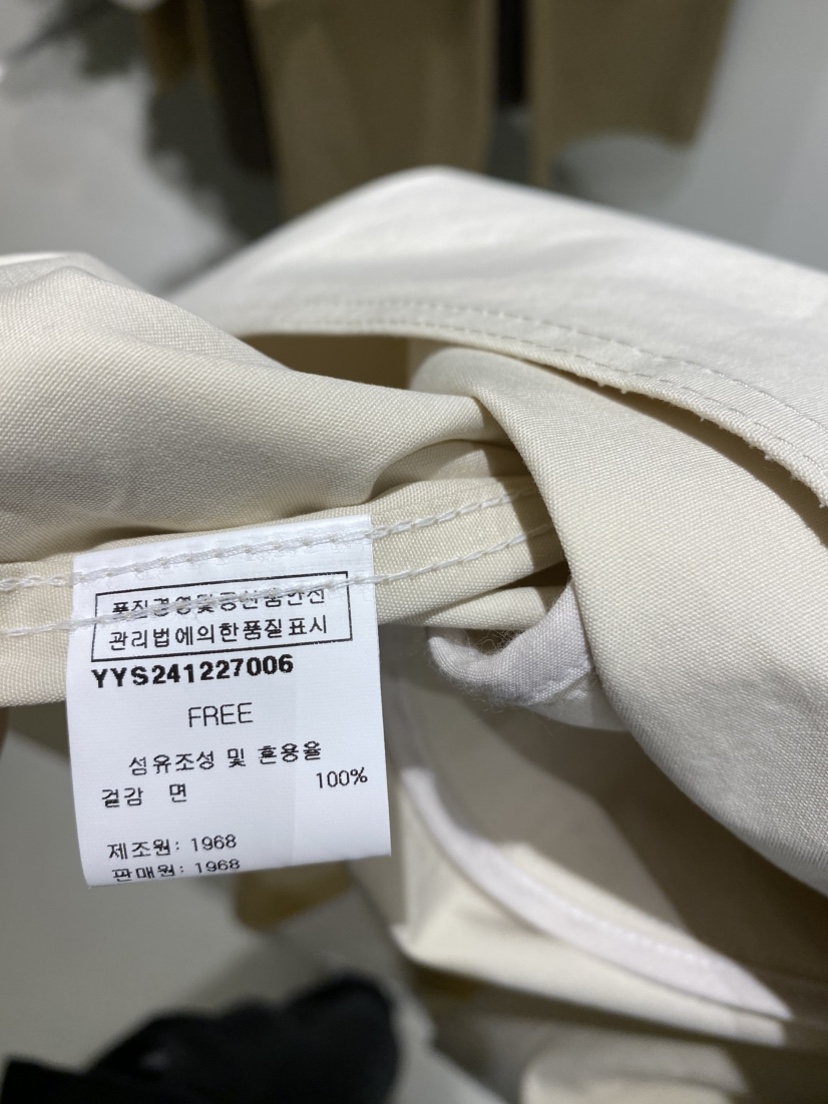 품질경영및공산품안전
관리법에의한품질표시
YYS241227006
FREE
섬유조성 및 혼용율
겉감 면 100%
제조원: 1968
판매원: 1968